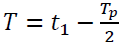 T = t₁ − Tₚ/2